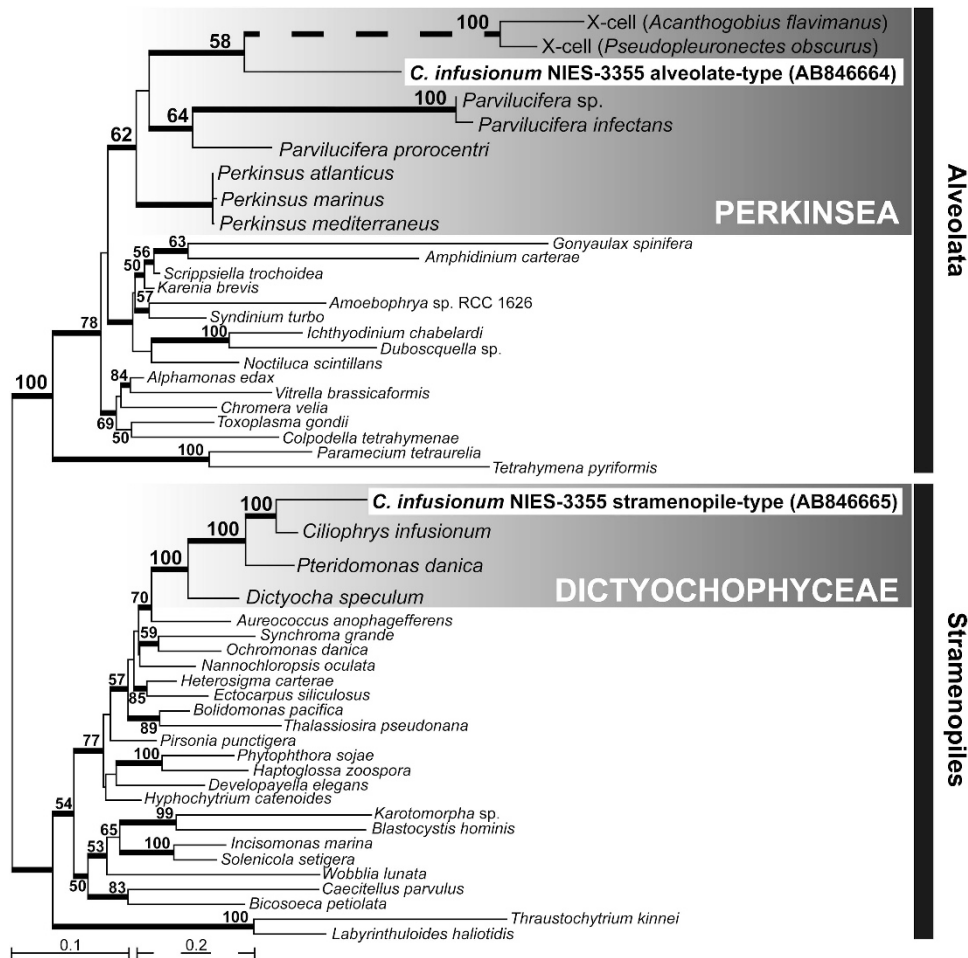 100
X-cell (Acanthogobius flavimanus)
X-cell (Pseudopleuronectes obscurus)
58
C. infusionum NIES-3355 alveolate-type (AB846664)
100
Parvilucifera sp.
Parvilucifera infectans
64
Parvilucifera prorocentri
62
Perkinsus atlanticus
Perkinsus marinus
Perkinsus mediterraneus
PERKINSEA
Alveolata
63
Gonyaulax spinifera
56
Amphidinium carterae
50
Scrippsiella trochoidea
Karenia brevis
57
Amoebophrya sp. RCC 1626
Syndinium turbo
78
100
Ichthyodinium chabelardi
Duboscquella sp.
Noctiluca scintillans
84
Alphamonas edax
100
Vitrella brassicaformis
Chromera velia
69
Toxoplasma gondii
50
Colpodella tetrahymenae
100
Paramecium tetraurelia
Tetrahymena pyriformis
100
C. infusionum NIES-3355 stramenopile-type (AB846665)
100
Ciliophrys infusionum
100
Pteridomonas danica
DICTYOCHOPHYCEAE
Dictyocha speculum
Stramenopiles
70
Aureococcus anophagefferens
59
Synchroma grande
Ochromonas danica
Nannochloropsis oculata
57
Heterosigma carterae
85
Ectocarpus siliculosus
Bolidomonas pacifica
89
Thalassiosira pseudonana
77
Pirsonia punctigera
100
Phytophthora sojae
Haptoglossa zoospora
Developayella elegans
54
Hyphochytrium catenoides
99
Karotomorpha sp.
65
Blastocystis hominis
53
100
Incisomonas marina
Solenicola setigera
Wobblia lunata
50
83
Caecitellus parvulus
Bicosoeca petiolata
100
Thraustochytrium kinnei
Labyrinthuloides haliotidis
0.1
0.2